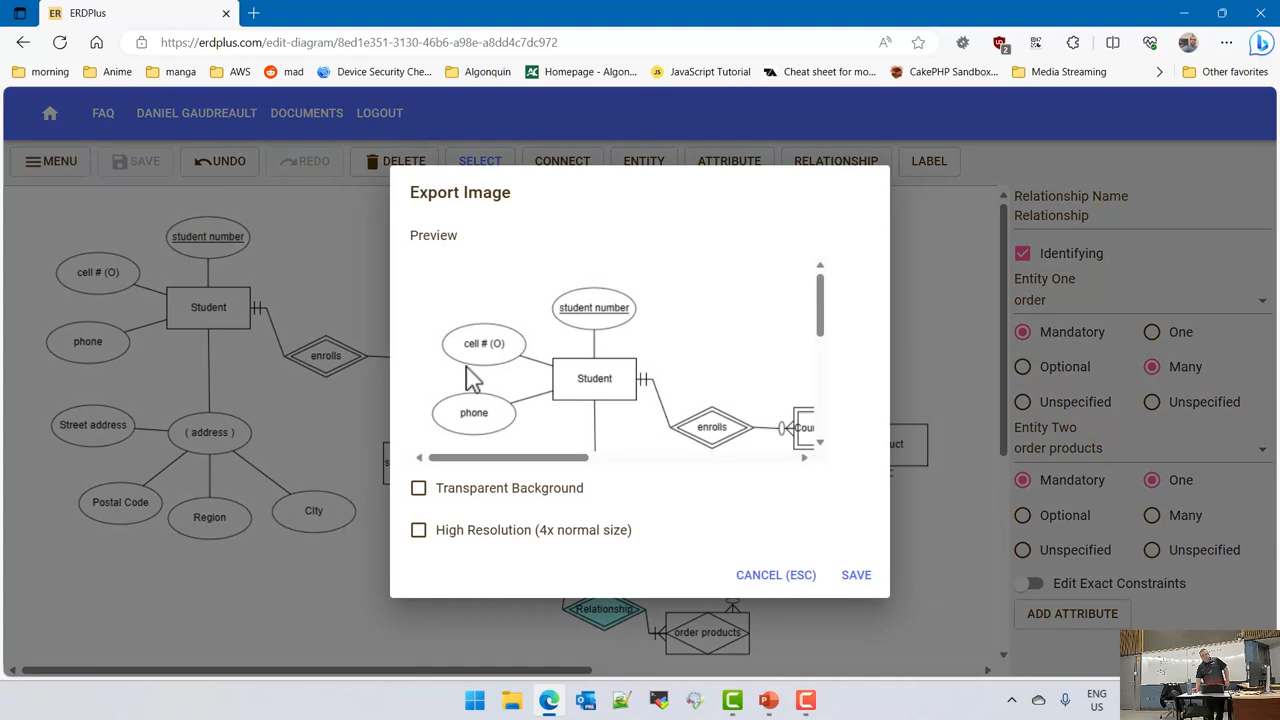 ER ERDPlus
https://erdplus.com/edit-diagram/8ed1e351-3130-46b6-a98e-a8dd4c7dc972
morning Anime manga AWS mad Device Security Che... Algonquin Homepage - Algon... JavaScript Tutorial Cheat sheet for mo... CakePHP Sandbox... Media Streaming Other favorites
FAQ DANIEL GAUDREAULT DOCUMENTS LOGOUT
MENU SAVE UNDO REDO DELETE SELECT CONNECT ENTITY ATTRIBUTE RELATIONSHIP LABEL
student number
cell # (O)
Student
phone
enrolls
Street address
( address )
Postal Code
Region
CIty
Export Image
Preview
student number
cell # (O)
Student
phone
enrolls
Cour
Transparent Background
High Resolution (4x normal size)
CANCEL (ESC) SAVE
Relationship
order products
uct
s
Relationship Name
Relationship
Identifying
Entity One
order
Mandatory One
Optional Many
Unspecified Unspecified
Entity Two
order products
Mandatory One
Optional Many
Unspecified Unspecified
Edit Exact Constraints
ADD ATTRIBUTE
2
ENG
US